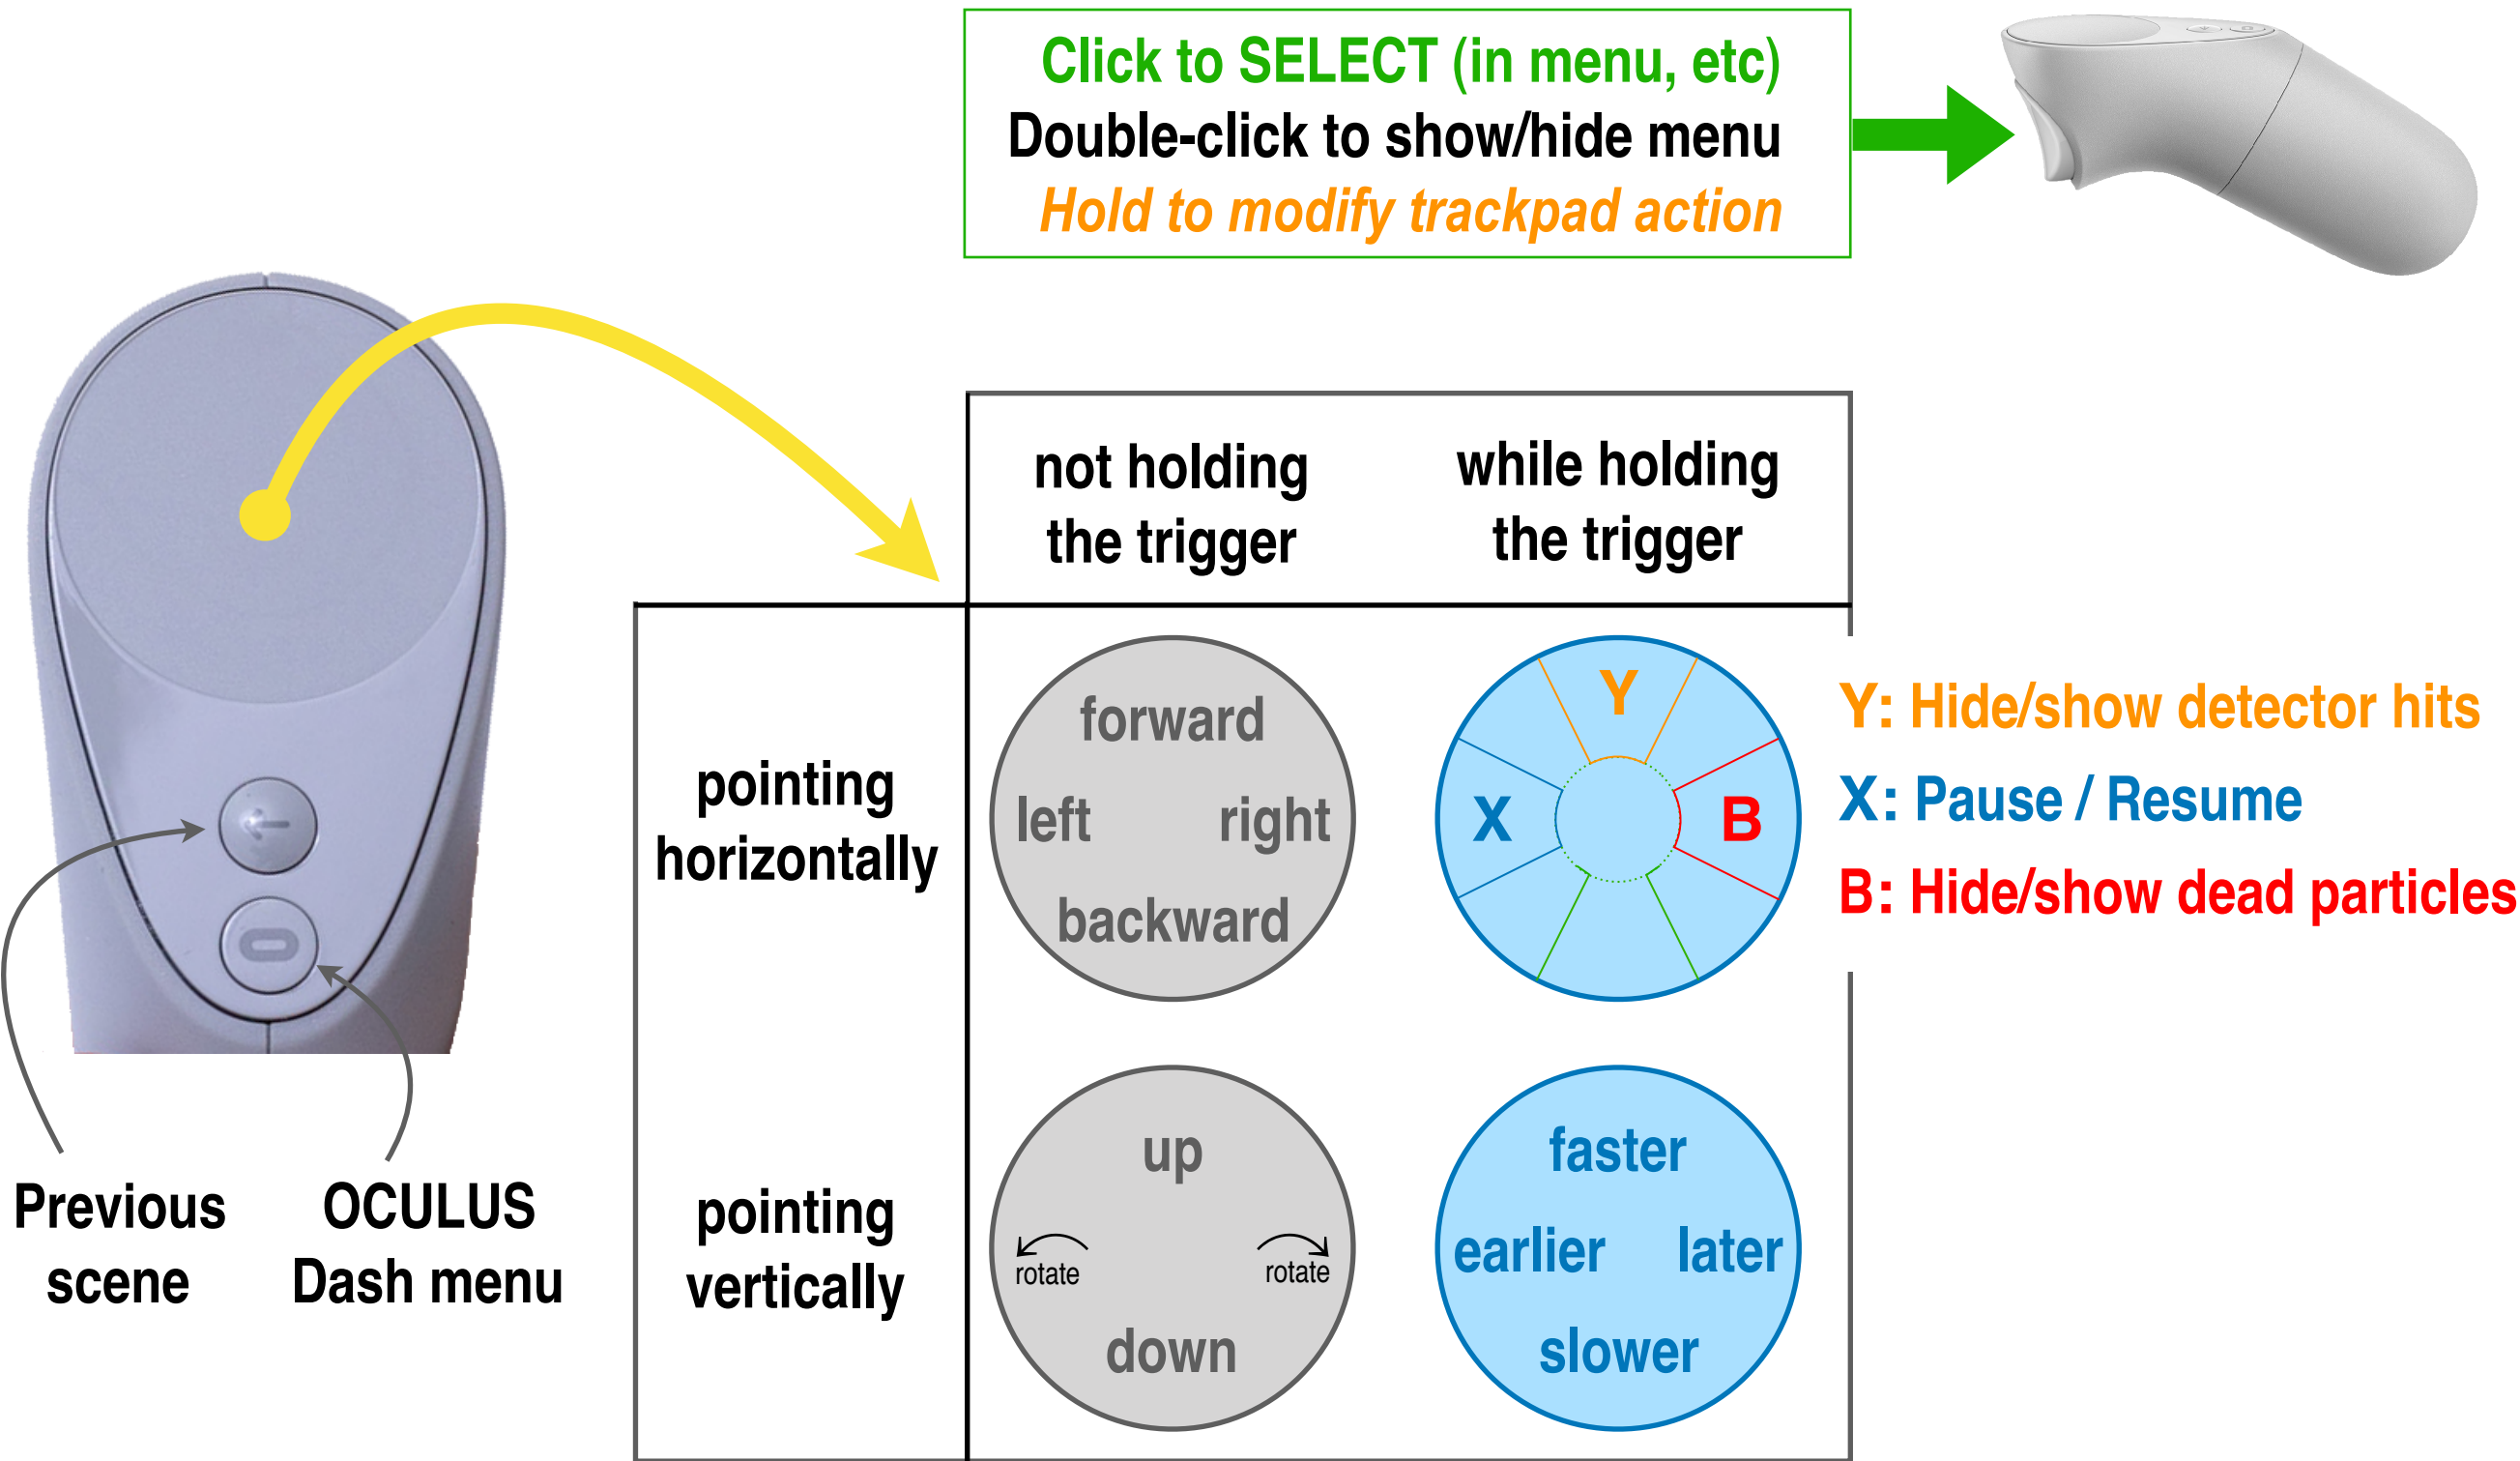 Click to SELECT (in menu, etc)
Double-click to show/hide menu
Hold to modify trackpad action
not holding
the trigger
while holding
the trigger
pointing
horizontally
forward
left right
backward
Y
X B
Y: Hide/show detector hits
X: Pause / Resume
B: Hide/show dead particles
pointing
vertically
up
rotate rotate
down
faster
earlier later
slower
Previous
scene
OCULUS
Dash menu